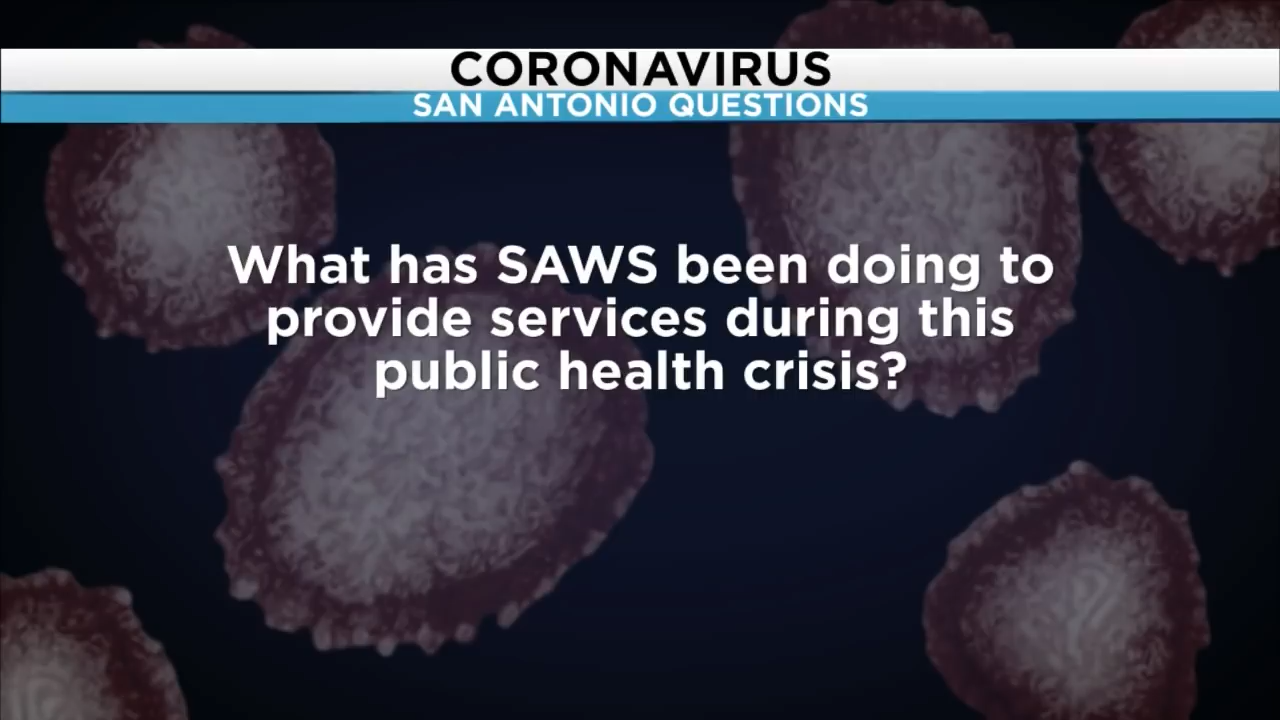 CORONAVIRUS
SAN ANTONIO QUESTIONS
What has SAWS been doing to
provide services during this
public health crisis?